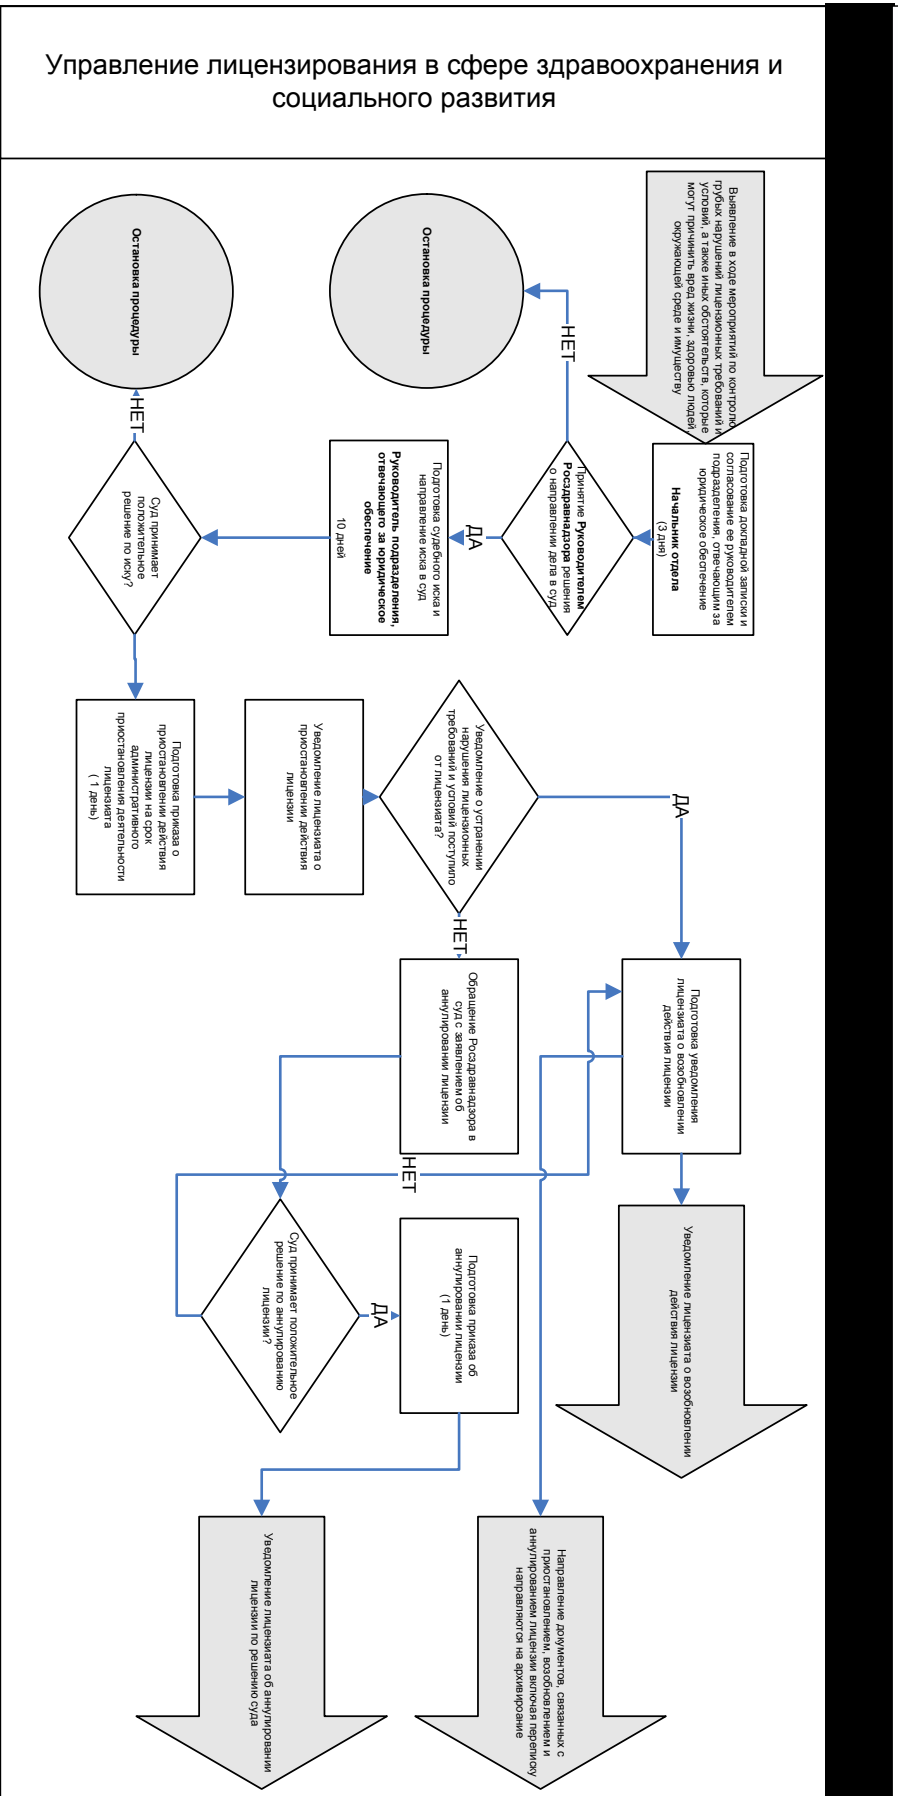 Управление лицензирования в сфере здравоохранения и
социального развития
Выявление в ходе мероприятий по контролю
грубых нарушений лицензионных требований и
условий, а также иных обстоятельств, которые
могут причинить вред жизни, здоровью людей,
окружающей среде и имуществу
Подготовка докладной записки и
согласование ее руководителем
подразделения, отвечающим за
юридическое обеспечение
Начальник отдела
(3 дня)
Принятие Руководителем
Росздравнадзора решения
о направлении дела в суд
НЕТ
Остановка процедуры
ДА
Подготовка судебного иска и
направление иска в суд
Руководитель подразделения,
отвечающего за юридическое
обеспечение
10 дней
Суд принимает
положительное
решение по иску?
НЕТ
Остановка процедуры
Подготовка приказа о
приостановлении действия
лицензии на срок
административного
приостановления деятельности
лицензиата
( 1 день)
Уведомление лицензиата о
приостановлении действия
лицензии
Уведомление о устранении
нарушения лицензионных
требований и условий поступило
от лицензиата?
ДА
НЕТ
Подготовка уведомления
лицензиата о возобновлении
действия лицензии
Обращение Росздравнадзора в
суд с заявлением об
аннулировании лицензии
НЕТ
Суд принимает положительное
решение по аннулированию
лицензии?
ДА
Подготовка приказа об
аннулировании лицензии
(1 день)
Уведомление лицензиата о возобновлении
действия лицензии
Направление документов, связанных с
приостановлением, возобновлением и
аннулированием лицензии включая переписку
направляются на архивироание
Уведомление лицензиата об аннулировании
лицензии по решению суда